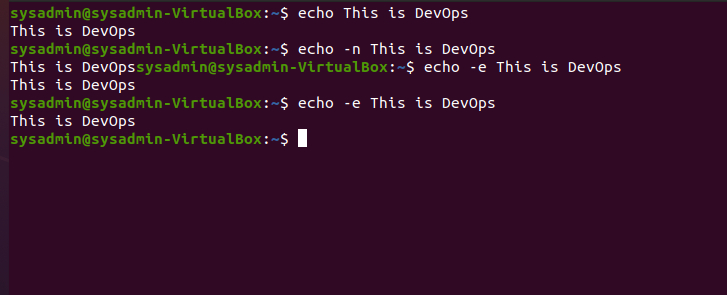 sysadmin@sysadmin-VirtualBox:~$ echo This is DevOps
This is DevOps
sysadmin@sysadmin-VirtualBox:~$ echo -n This is DevOps
This is DevOpssysadmin@sysadmin-VirtualBox:~$ echo -e This is DevOps
This is DevOps
sysadmin@sysadmin-VirtualBox:~$ echo -e This is DevOps
This is DevOps
sysadmin@sysadmin-VirtualBox:~$